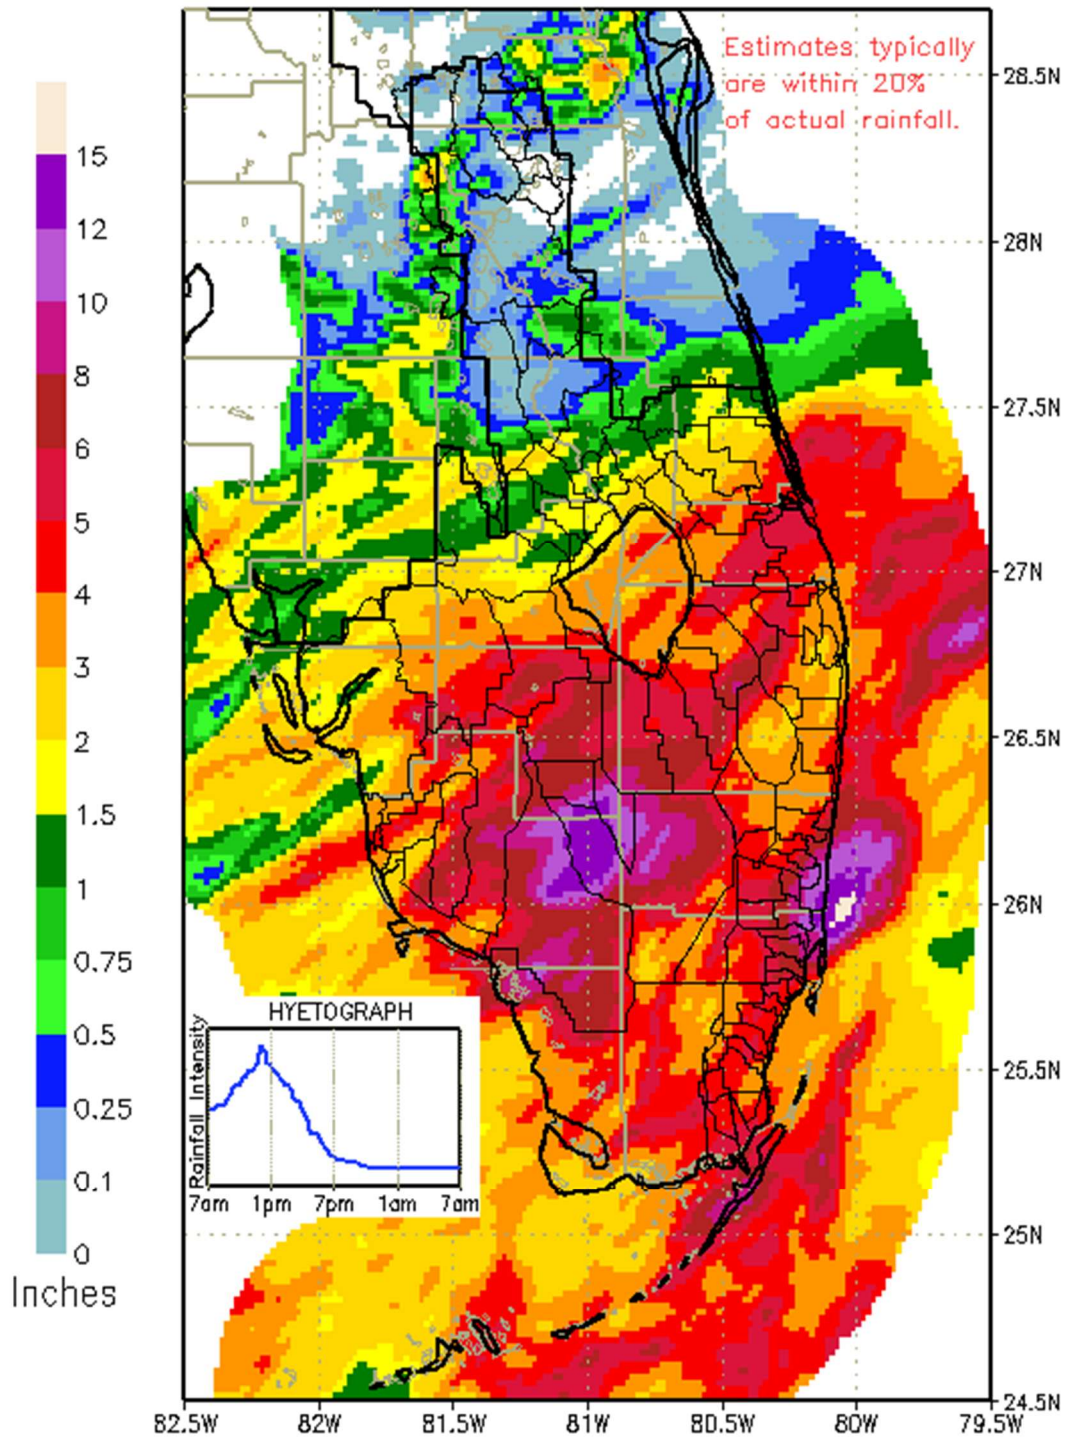 Estimates typically
are within 20%
of actual rainfall.
15
12
10
8
6
5
4
3
2
1.5
1
0.75
0.5
0.25
0.1
0
Inches
28.5N
28N
27.5N
27N
26.5N
26N
25.5N
25N
24.5N
HYETOGRAPH
Rainfall Intensity
7am 1pm 7pm 1am 7am
82.5W 82W 81.5W 81W 80.5W 80W 79.5W